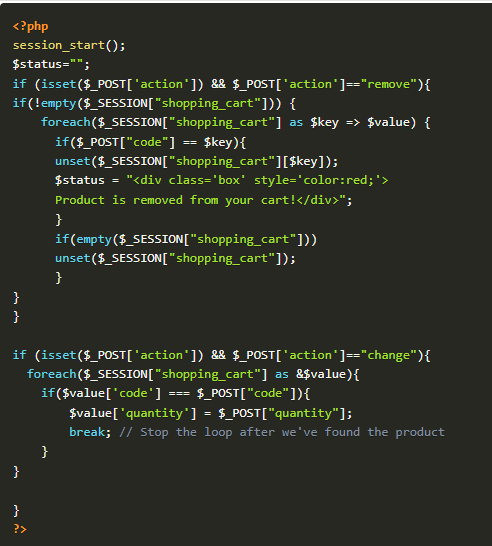 <?php
session_start();
$status="";
if (isset($_POST['action']) && $_POST['action']=="remove"){
if(!empty($_SESSION["shopping_cart"])) {
    foreach($_SESSION["shopping_cart"] as $key => $value) {
      if($_POST["code"] == $key){
      unset($_SESSION["shopping_cart"][$key]);
      $status = "<div class='box' style='color:red;'>
      Product is removed from your cart!</div>";
      }
      if(empty($_SESSION["shopping_cart"]))
      unset($_SESSION["shopping_cart"]);
      }
}
}

if (isset($_POST['action']) && $_POST['action']=="change"){
  foreach($_SESSION["shopping_cart"] as &$value){
    if($value['code'] === $_POST["code"]){
        $value['quantity'] = $_POST["quantity"];
        break; // Stop the loop after we've found the product
    }
}

}
?>